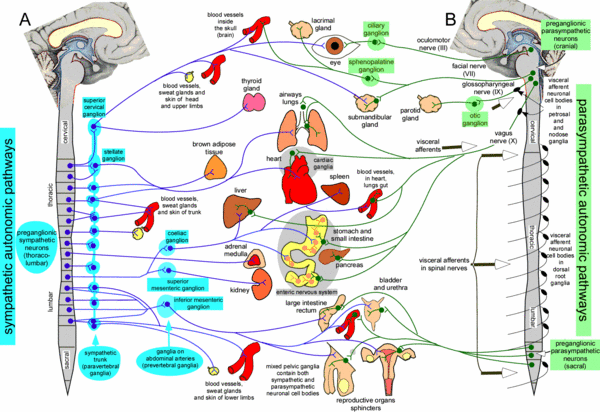 A
B
blood vessels
inside
the skull
(brain)
lacrimal
gland
eye
ciliary
ganglion
sphenopalatine
ganglion
oculomotor
nerve (III)
preganglionic
parasympathetic
neurons
(cranial)
facial nerve
(VII)
glossopharyngeal
nerve (IX)
visceral
afferent
neuronal
cell bodies
in
petrosal
and
nodose
ganglia
blood vessels,
sweat glands and
skin of head
and upper limbs
thyroid
gland
airways
lungs
submandibular
gland
parotid
gland
otic
ganglion
vagus
nerve (X)
superior
cervical
ganglion
cervical
stellate
ganglion
brown adipose
tissue
heart
cardiac
ganglia
visceral
afferents
cervical
sympathetic autonomic pathways
parasympathetic autonomic pathways
thoracic
blood vessels,
sweat glands
and skin of trunk
liver
spleen
blood vessels,
in heart,
lungs gut
preganglionic
sympathetic
neurons
(thoraco-
lumbar)
coeliac
ganglion
stomach and
small intestine
thoracic
visceral
afferent
neuronal
cell bodies
in
dorsal
root
ganglia
adrenal
medulla
pancreas
visceral afferents
in spinal nerves
superior
mesenteric ganglion
kidney
enteric nervous system
lumbar
inferior mesenteric
ganglion
large intestine
rectum
bladder
and urethra
lumbar
sacral
sympathetic
trunk
(paravertebral
ganglia)
ganglia on
abdominal arteries
(prevertebral ganglia)
blood vessels,
sweat glands
and skin of lower limbs
mixed pelvic ganglia
contain both
sympathetic and
parasympathetic
neuronal cell bodies
reproductive organs
sphincters
preganglionic
parasympathetic
neurons
(sacral)
sacral